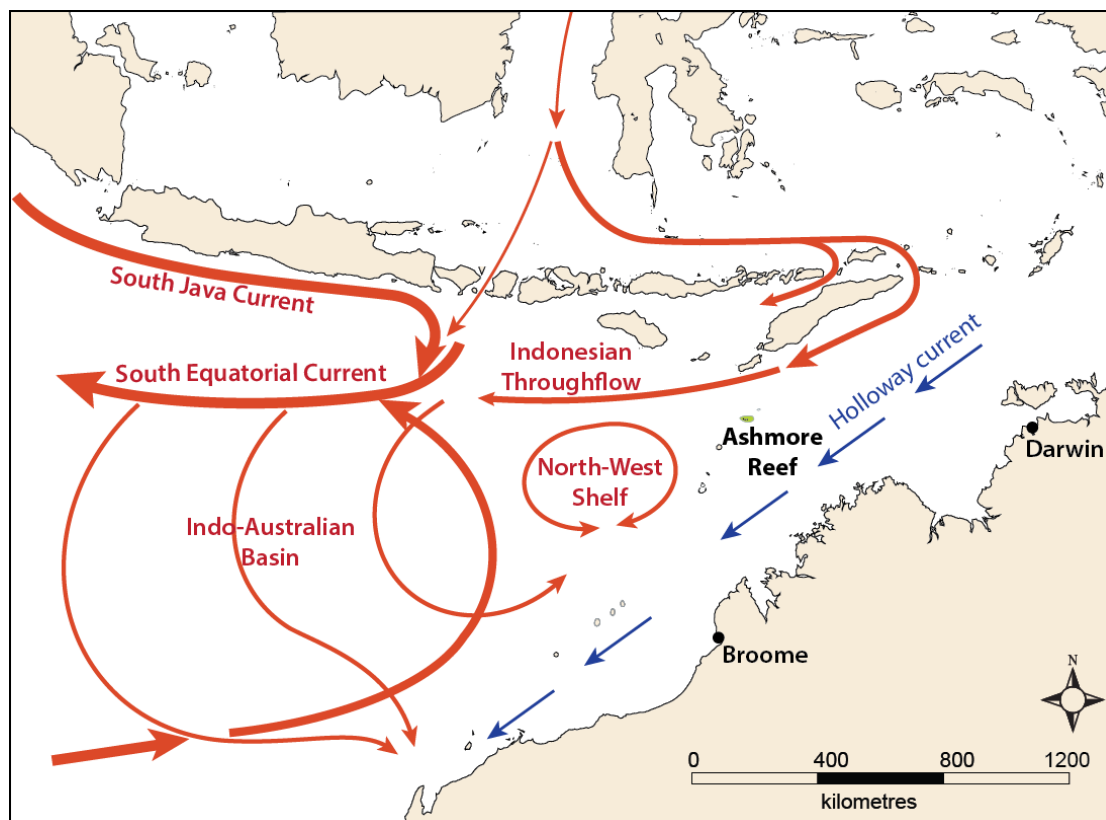 South Java Current
South Equatorial Current
Indonesian
Throughflow
Holloway current
Ashmore
Reef
Darwin
North-West
Shelf
Indo-Australian
Basin
Broome
N
0 400 800 1200
kilometres